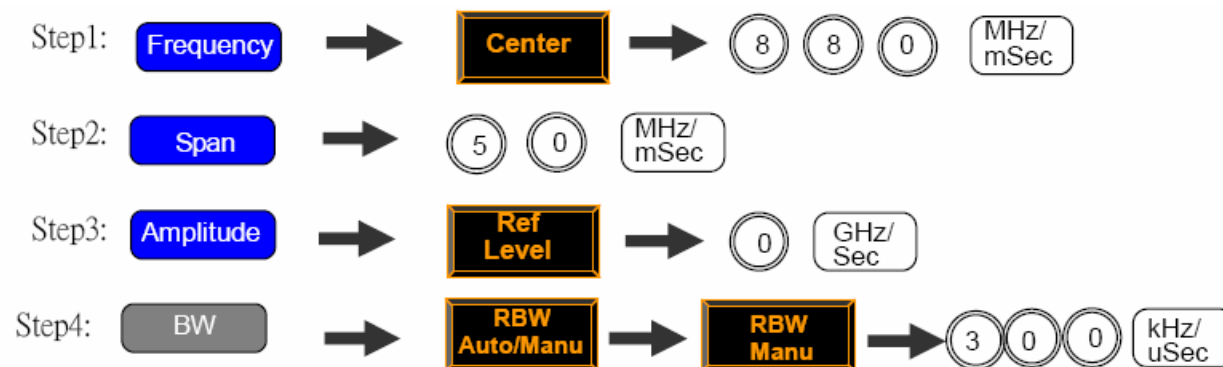 Step1: Frequency Center 8 8 0 MHz/
mSec
Step2: Span 5 0 MHz/
mSec
Step3: Amplitude Ref
Level 0 GHz/
Sec
Step4: BW RBW
Auto/Manu RBW
Manu 3 0 0 kHz/
uSec